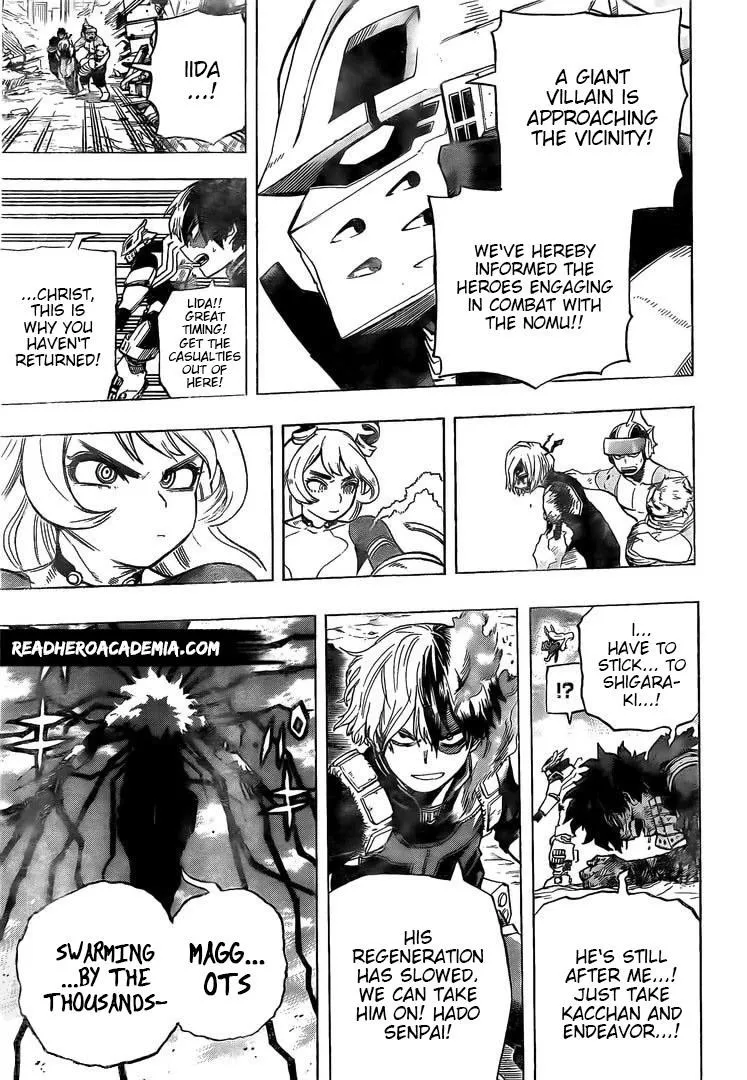 A GIANT
VILLAIN IS
APPROACHING
THE VICINITY!
WE'VE HEREBY
INFORMED THE
HEROES ENGAGING
IN COMBAT WITH
THE NOMU!!
IIDA
...!
LIDA!!
GREAT
TIMING!
GET THE
CASUALTIES
OUT OF
HERE!
...CHRIST,
THIS IS
WHY YOU
HAVEN'T
RETURNED!
I...
HAVE TO
STICK... TO
SHIGARA-
KI...!
!?
HE'S STILL
AFTER ME...!
JUST TAKE
KACCHAN AND
ENDEAVOR...!
HIS
REGENERATION
HAS SLOWED.
WE CAN TAKE
HIM ON! HADO
SENPAI!
READHEROACADEMIA.COM
MAGG...
OTS
SWARMING
...BY THE
THOUSANDS~